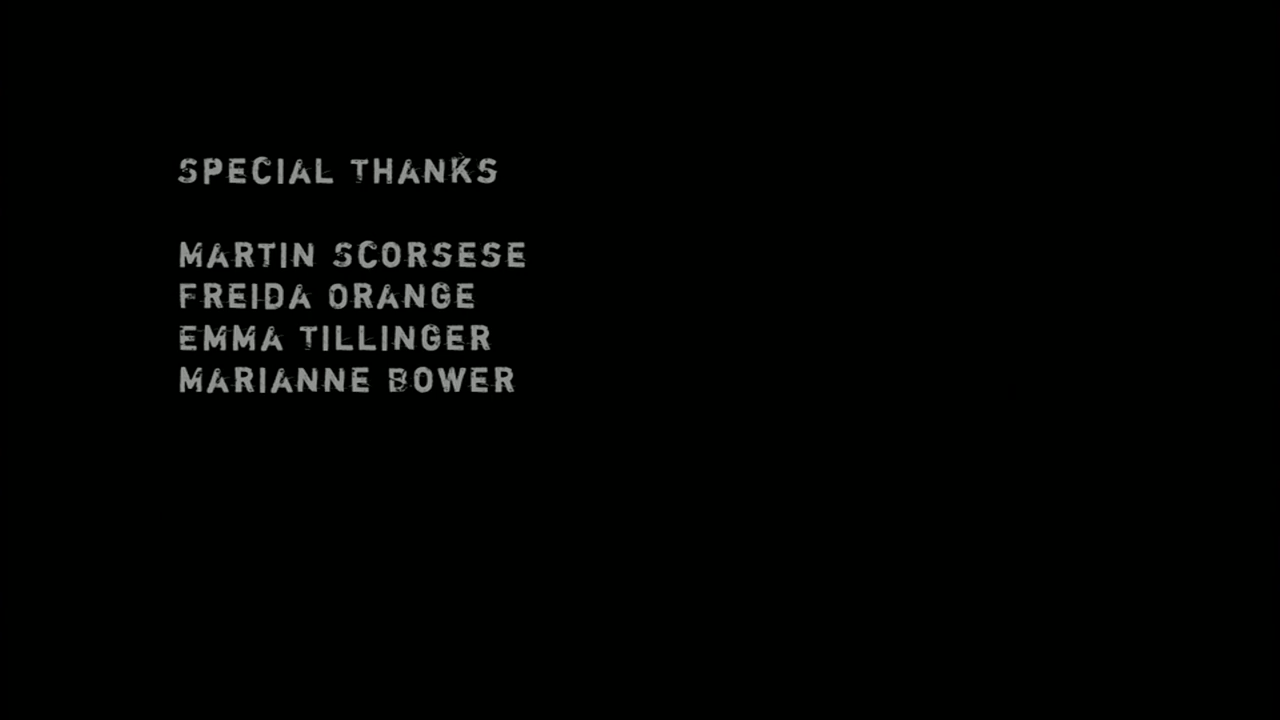 SPECIAL THANKS
MARTIN SCORSESE
FREIDA ORANGE
EMMA TILLINGER
MARIANNE BOWER